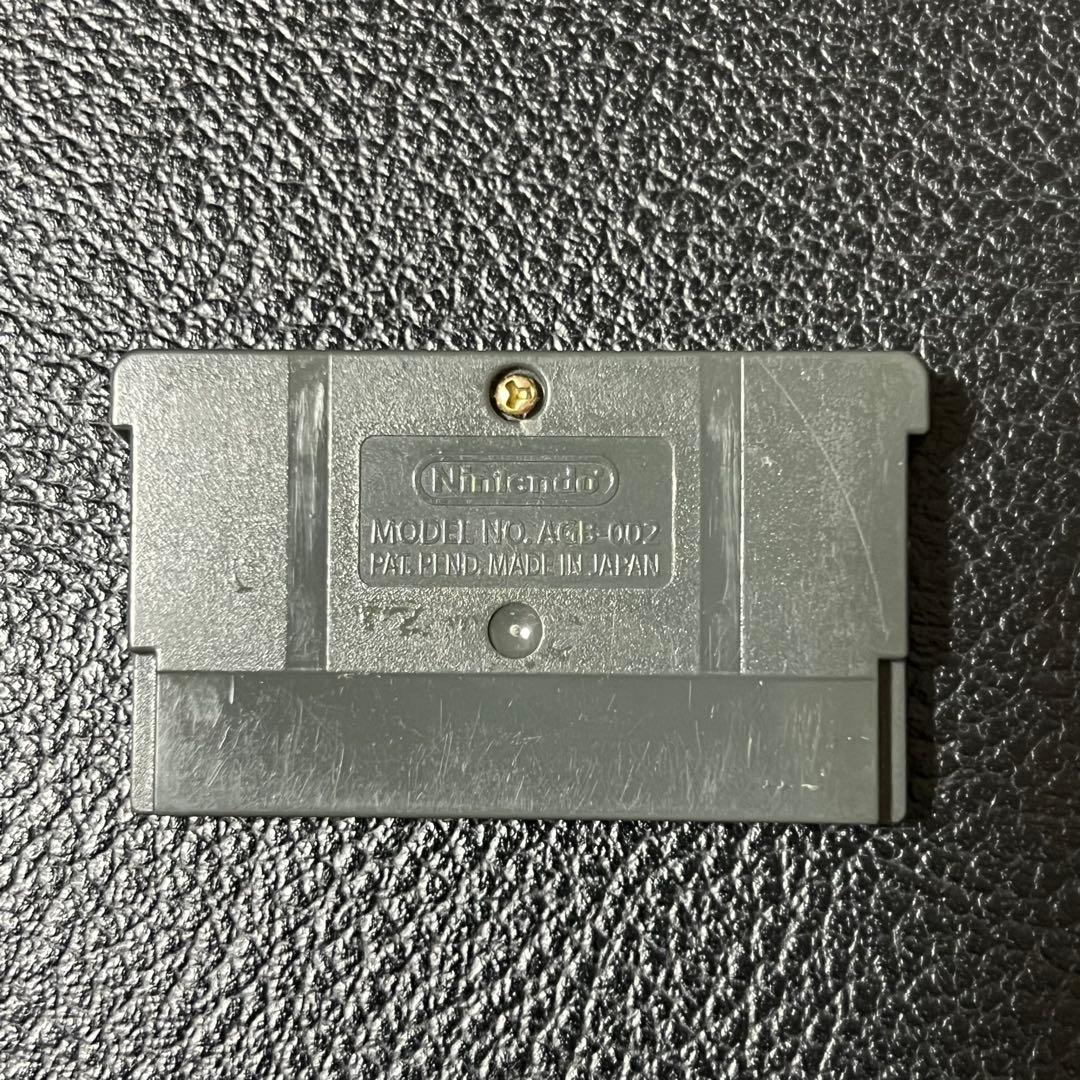 Nintendo
MODEL NO. AGB-002
PAT. PEND. MADE IN JAPAN